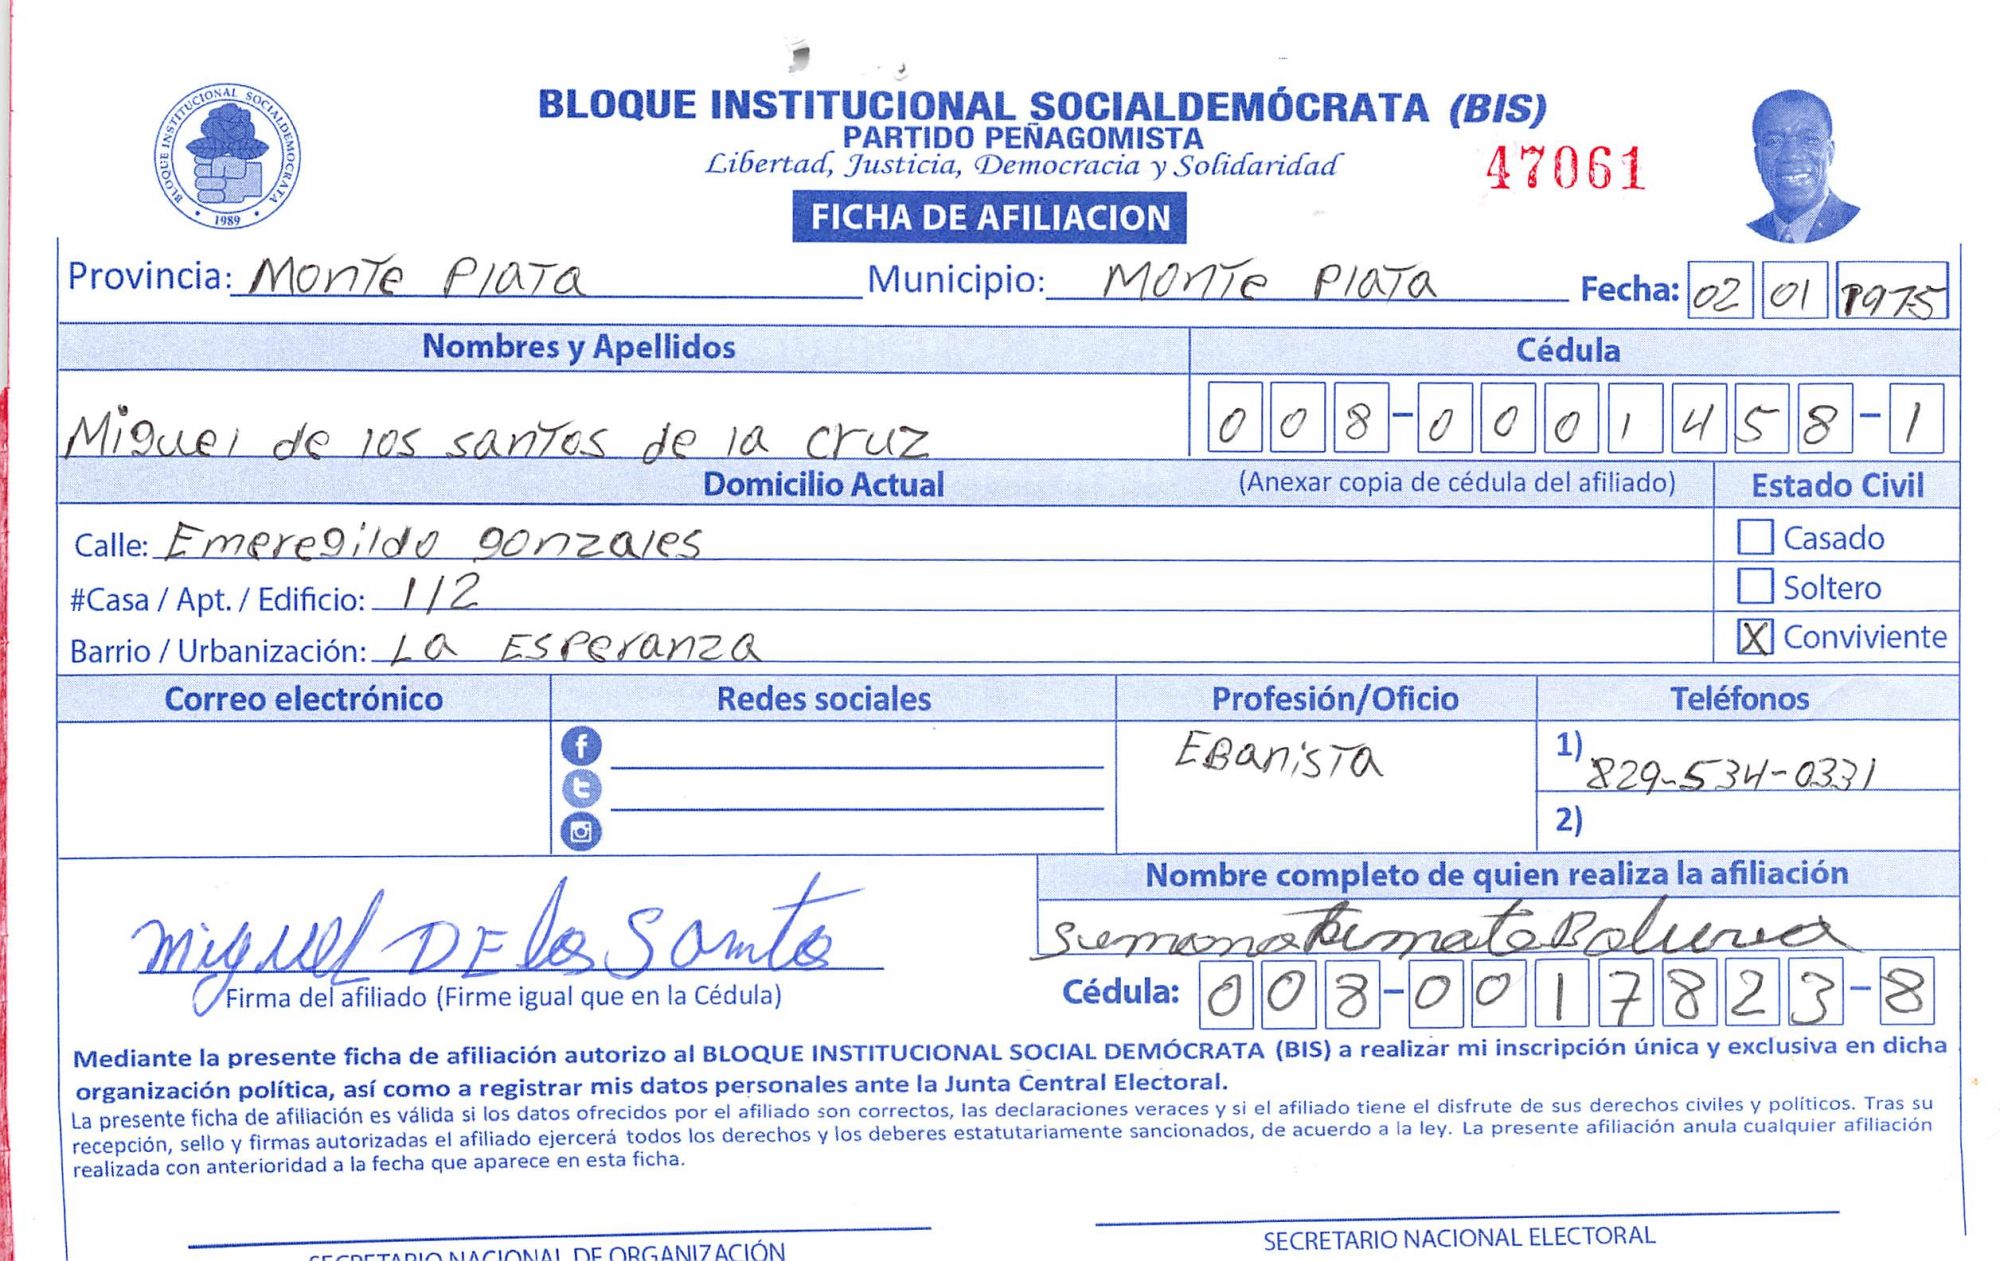 BLOQUE INSTITUCIONAL SOCIALDEMÓCRATA (BIS)
PARTIDO PEÑAGOMISTA
Libertad, Justicia, Democracia y Solidaridad
47061
BLOQUE INSTITUCIONAL SOCIALDEMOCRATA
1989
FICHA DE AFILIACION
Provincia: Monte Plata Municipio: Monte Plata Fecha: 02 01 1975
Nombres y Apellidos Cédula
Miguel de los santos de la cruz 008-0001458-1
Domicilio Actual (Anexar copia de cédula del afiliado) Estado Civil
Calle: Emeregildo gonzales Casado
#Casa / Apt. / Edificio: 112 Soltero
Barrio / Urbanización: La Esperanza X Conviviente
Correo electrónico Redes sociales Profesión/Oficio Teléfonos
EBanista 1) 829-534-0331
2)
Nombre completo de quien realiza la afiliación
Miguel DE los Santo
Firma del afiliado (Firme igual que en la Cédula) Cédula: 008-0017823-8
Mediante la presente ficha de afiliación autorizo al BLOQUE INSTITUCIONAL SOCIAL DEMÓCRATA (BIS) a realizar mi inscripción única y exclusiva en dicha
organización política, así como a registrar mis datos personales ante la Junta Central Electoral.
La presente ficha de afiliación es válida si los datos ofrecidos por el afiliado son correctos, las declaraciones veraces y si el afiliado tiene el disfrute de sus derechos civiles y políticos. Tras su
recepción, sello y firmas autorizadas el afiliado ejercerá todos los derechos y los deberes estatutariamente sancionados, de acuerdo a la ley. La presente afiliación anula cualquier afiliación
realizada con anterioridad a la fecha que aparece en esta ficha.
SECRETARIO NACIONAL DE ORGANIZACIÓN SECRETARIO NACIONAL ELECTORAL